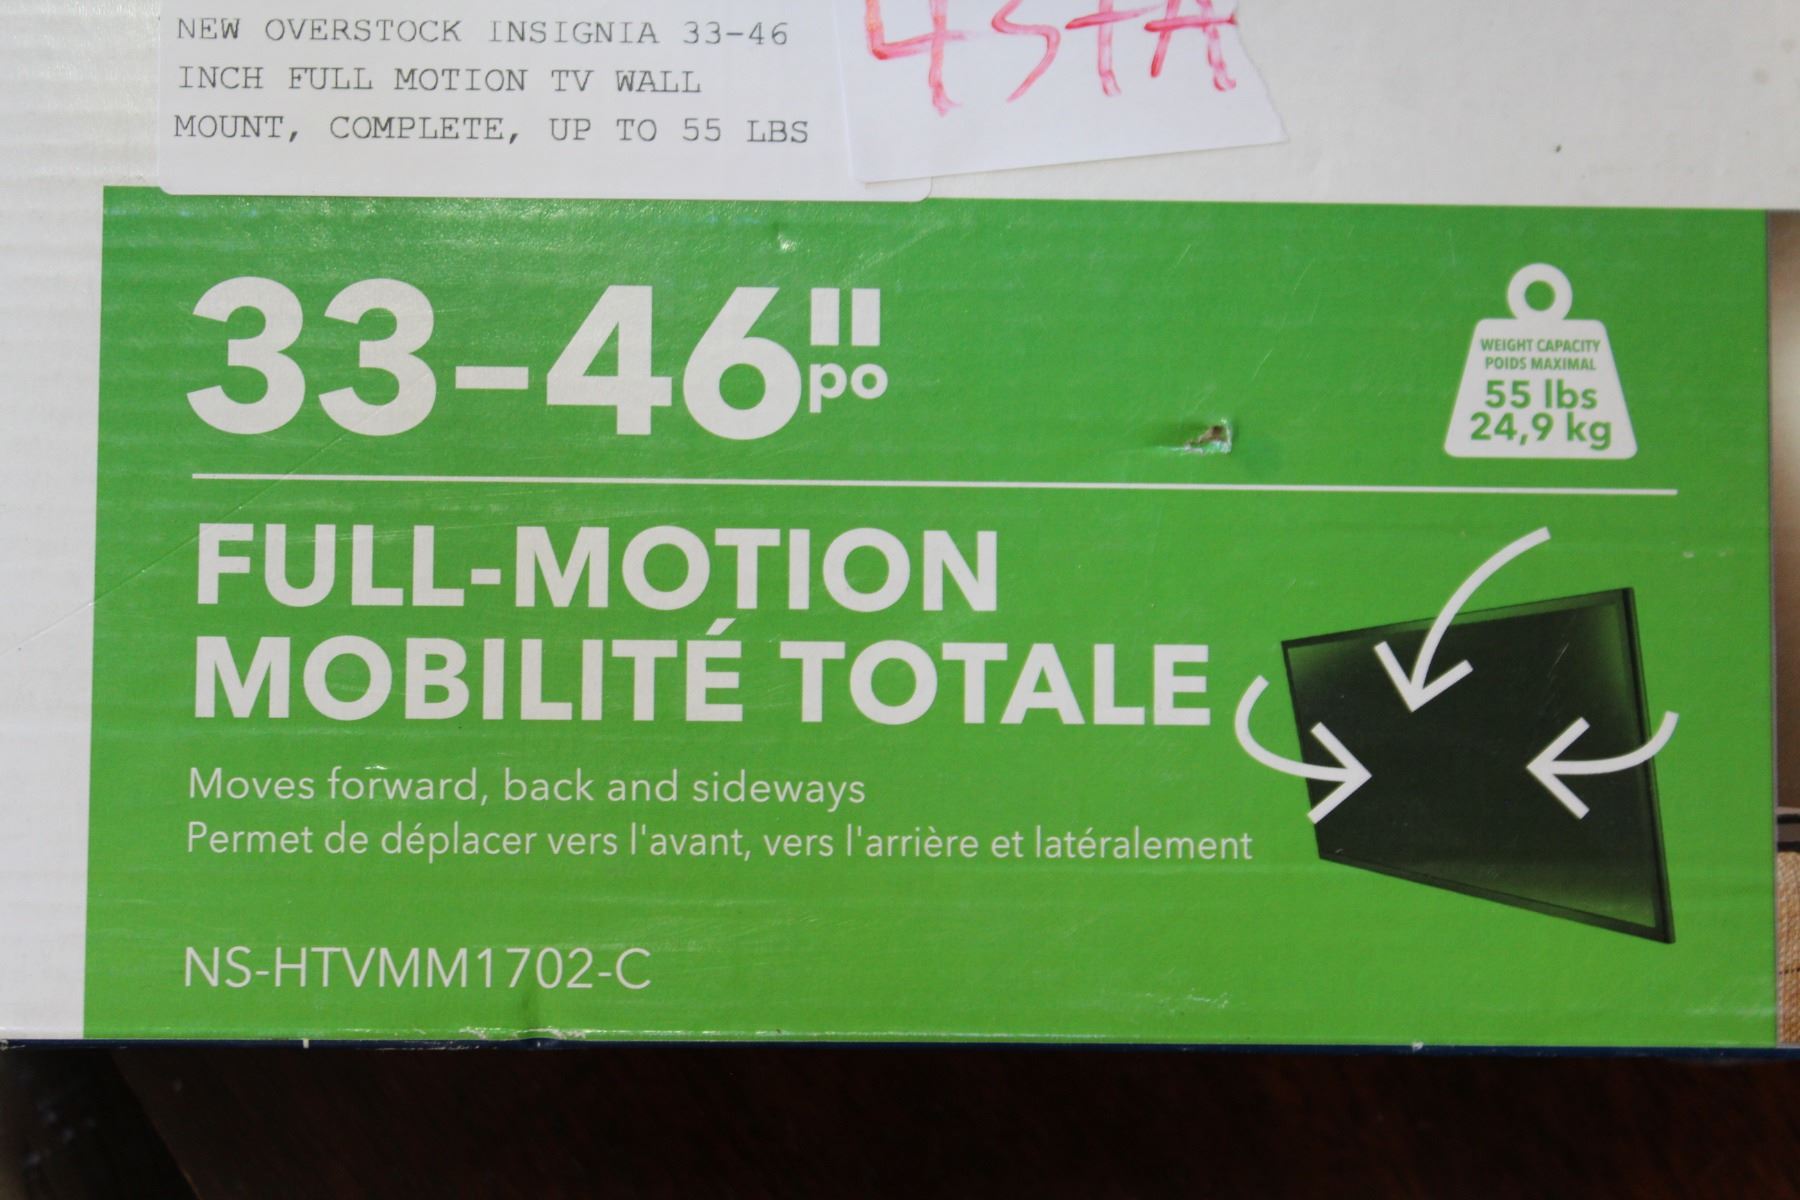 NEW OVERSTOCK INSIGNIA 33-46
INCH FULL MOTION TV WALL
MOUNT, COMPLETE, UP TO 55 LBS
33-46"
po
WEIGHT CAPACITY
POIDS MAXIMAL
55 lbs
24,9 kg
FULL-MOTION
MOBILITÉ TOTALE
Moves forward, back and sideways
Permet de déplacer vers l'avant, vers l'arrière et latéralement
NS-HTVMM1702-C